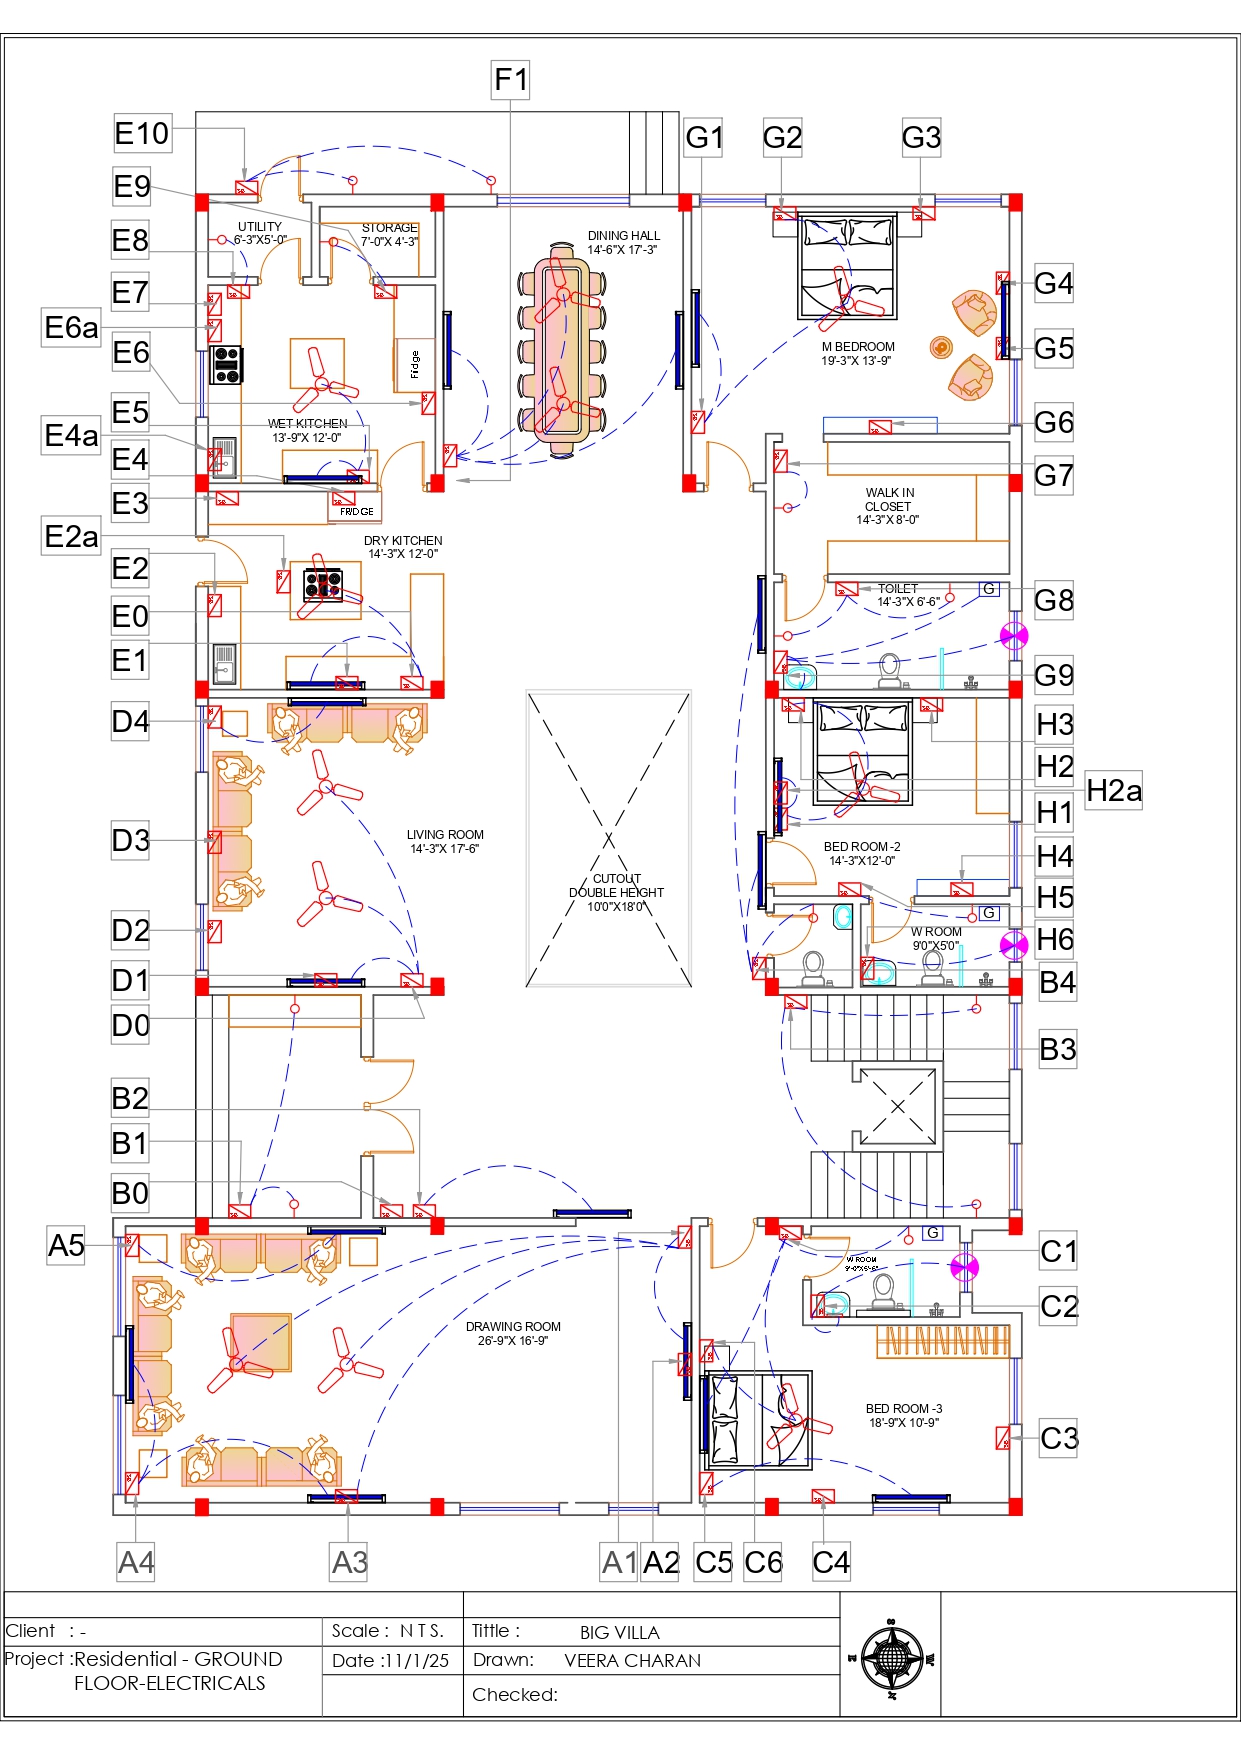 F1
E10
G1
G2
G3
E9
UTILITY
6'-3"X5'-0"
STORAGE
7'-0"X 4'-3"
DINING HALL
14'-6"X 17'-3"
E8
E7
G4
E6a
E6
Fridge
M BEDROOM
19'-3"X 13'-9"
G5
E5
WET KITCHEN
13'-9"X 12'-0"
G6
E4a
E4
G7
E3
FRIDGE
WALK IN
CLOSET
14'-3"X 8'-0"
E2a
DRY KITCHEN
14'-3"X 12'-0"
E2
TOILET
14'-3"X 6'-6"
G
G8
E0
E1
G9
D4
H3
H2
H2a
H1
D3
LIVING ROOM
14'-3"X 17'-6"
BED ROOM -2
14'-3"X12'-0"
H4
CUTOUT
DOUBLE HEIGHT
10'0"X18'0"
H5
G
D2
W ROOM
9'0"X5'0"
H6
D1
B4
D0
B3
B2
B1
B0
A5
G
C1
W ROOM
C2
DRAWING ROOM
26'-9"X 16'-9"
BED ROOM -3
18'-9"X 10'-9"
C3
A4
A3
A1
A2
C5
C6
C4
Client : -
Scale : N T S.
Tittle : BIG VILLA
Project :Residential - GROUND
FLOOR-ELECTRICALS
Date :11/1/25
Drawn: VEERA CHARAN
Checked:
S
E
W
N